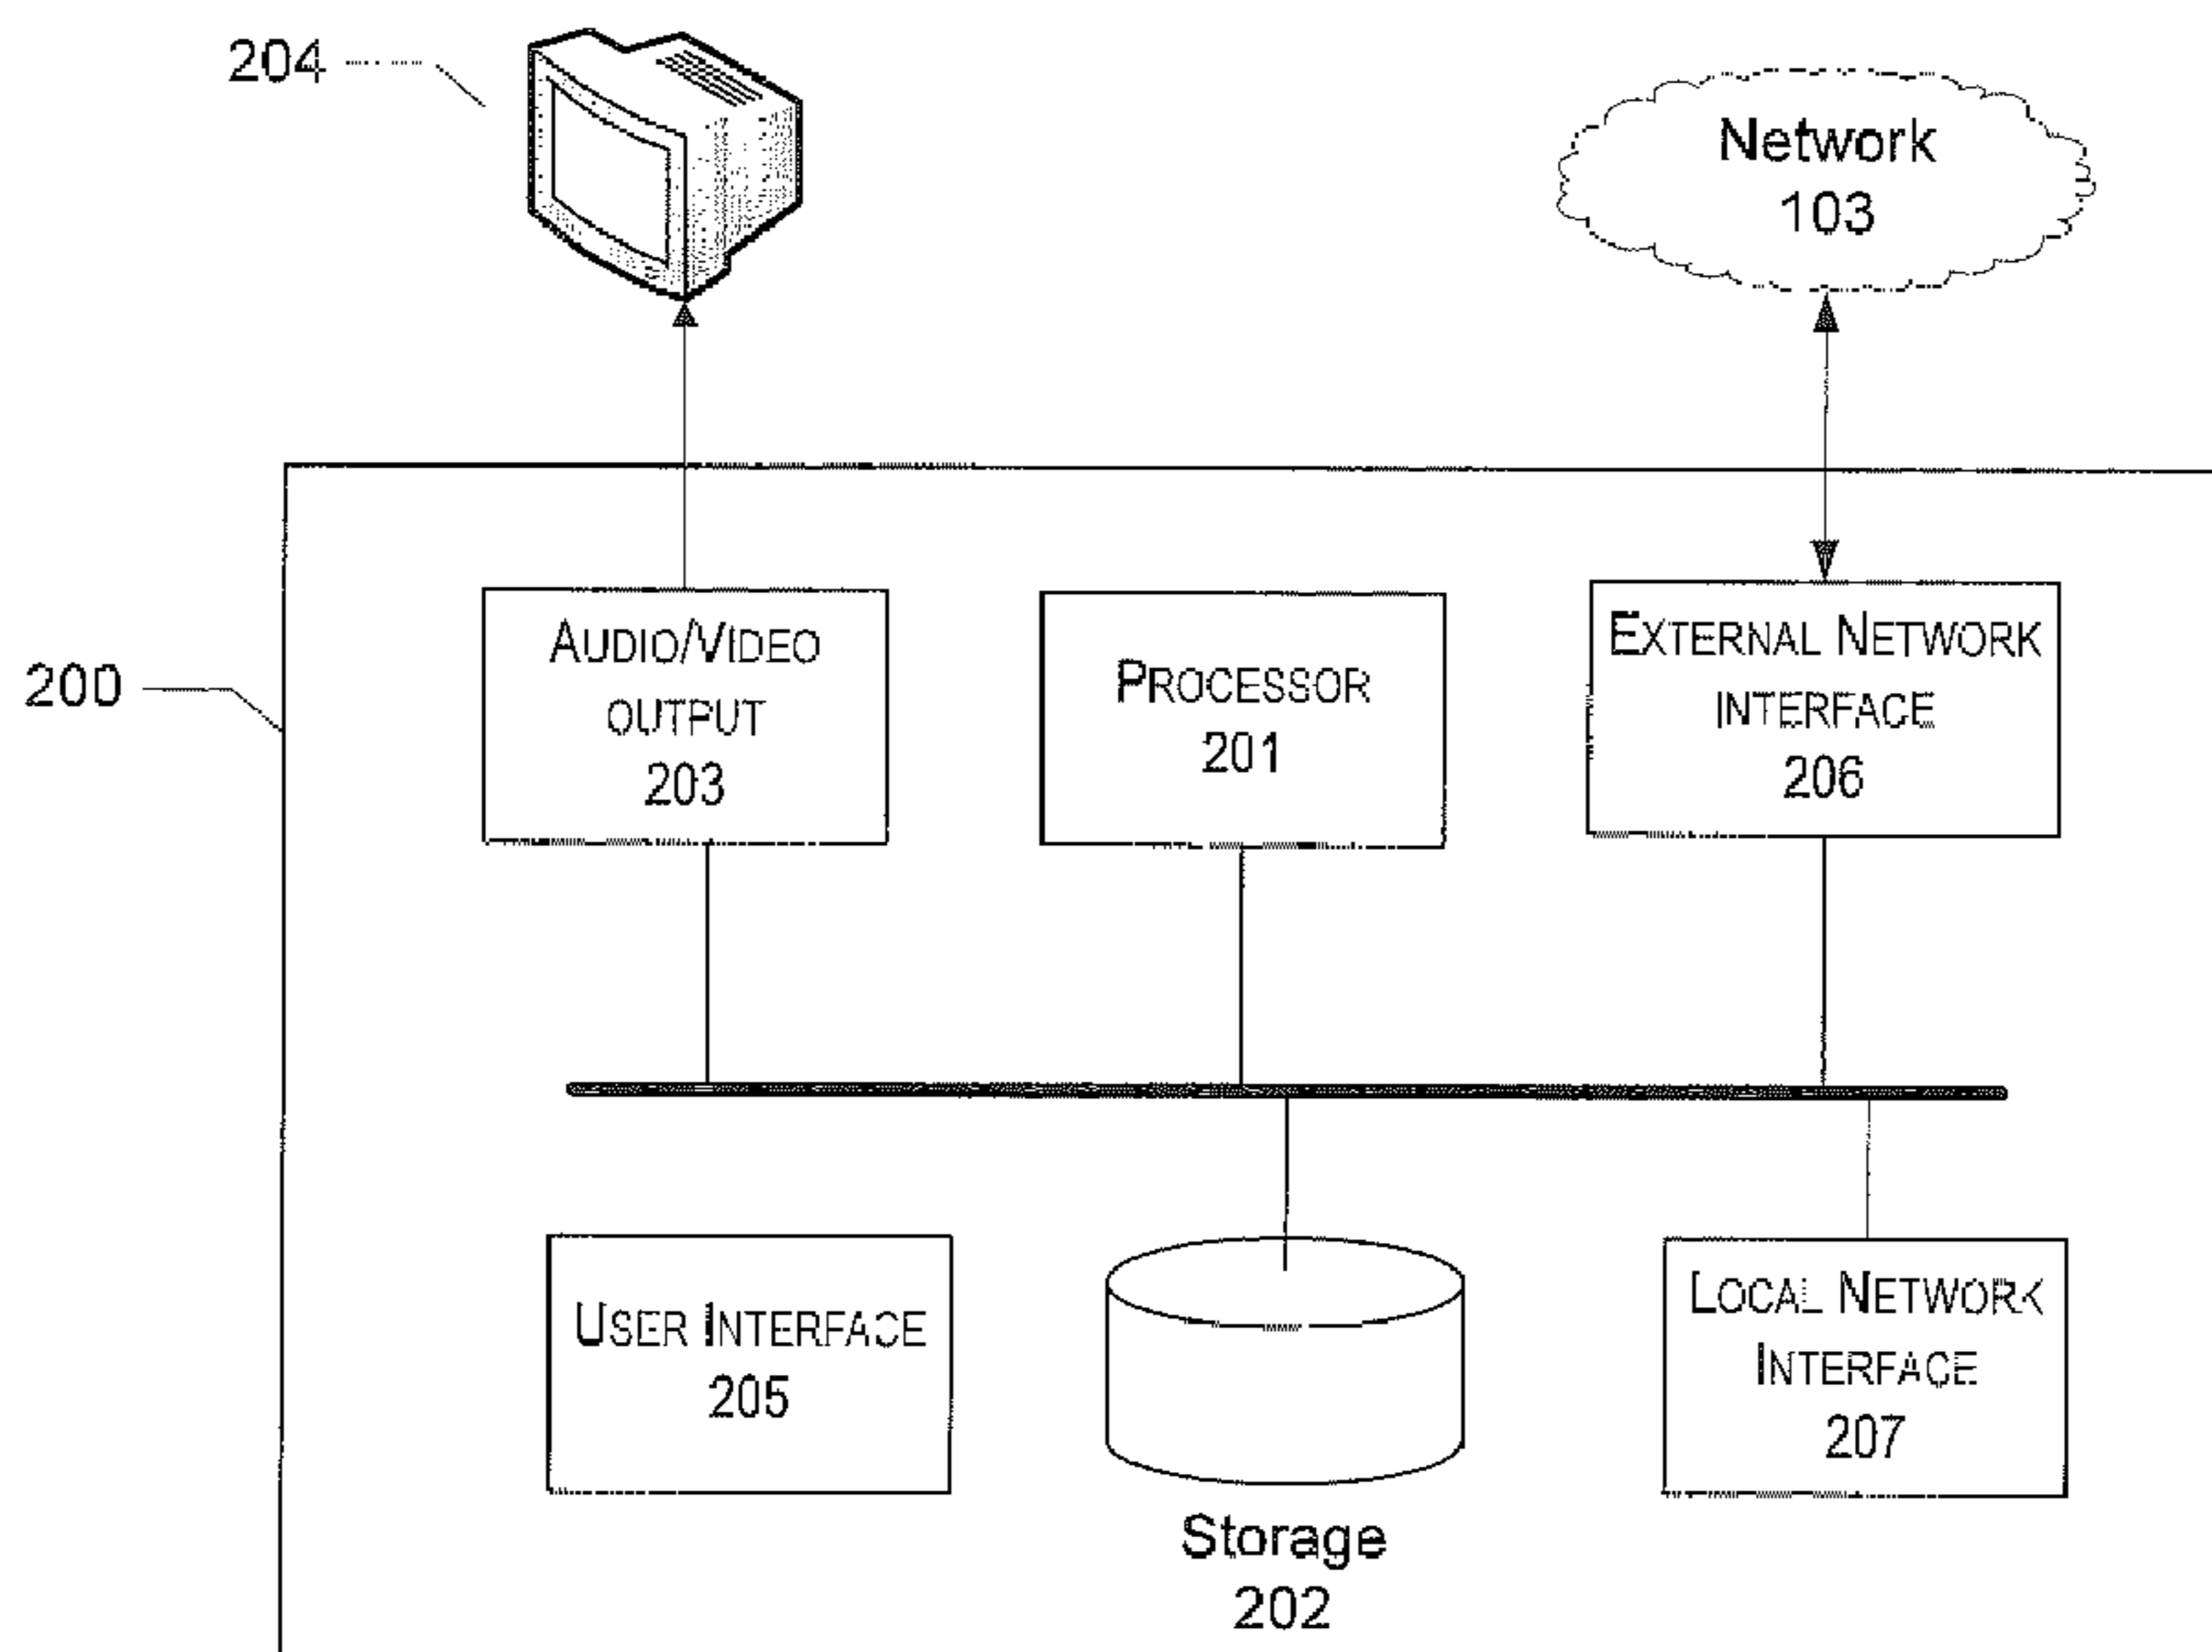 204
Network
103
200
AUDIO/VIDEO
OUTPUT
203
PROCESSOR
201
EXTERNAL NETWORK
INTERFACE
206
USER INTERFACE
205
Storage
202
LOCAL NETWORK
INTERFACE
207